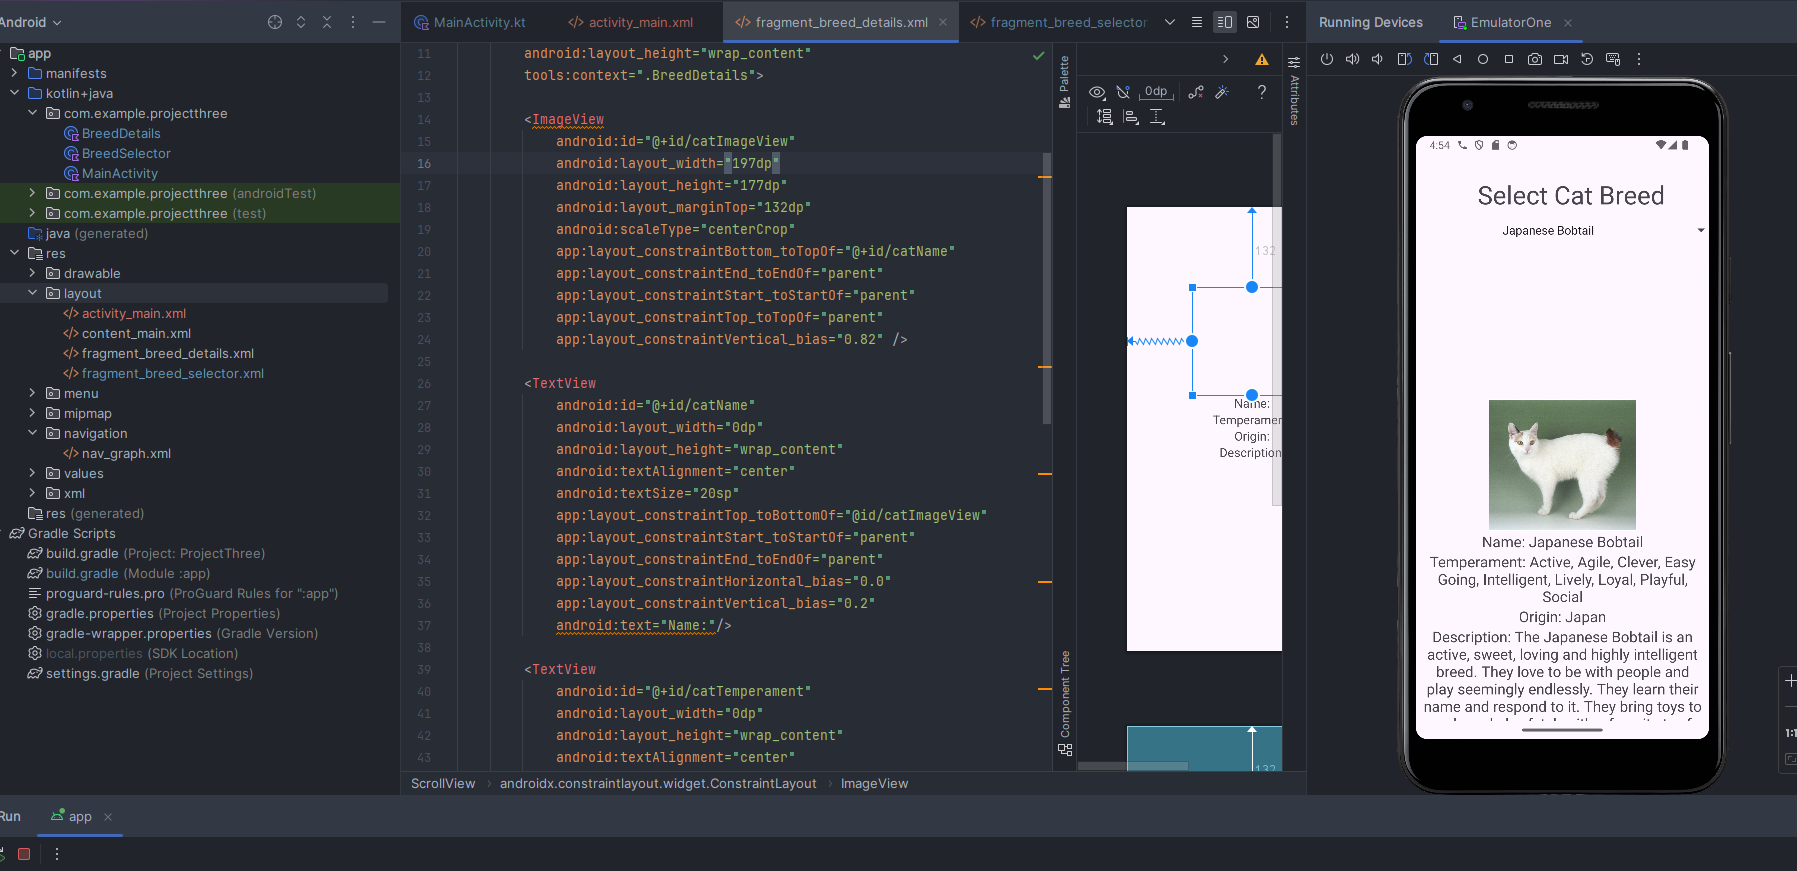 Android
MainActivity.kt
activity_main.xml
fragment_breed_details.xml
fragment_breed_selector
Running Devices
EmulatorOne
app
manifests
kotlin+java
com.example.projectthree
BreedDetails
BreedSelector
MainActivity
com.example.projectthree (androidTest)
com.example.projectthree (test)
java (generated)
res
drawable
layout
activity_main.xml
content_main.xml
fragment_breed_details.xml
fragment_breed_selector.xml
menu
mipmap
navigation
nav_graph.xml
values
xml
res (generated)
Gradle Scripts
build.gradle (Project: ProjectThree)
build.gradle (Module :app)
proguard-rules.pro (ProGuard Rules for ":app")
gradle.properties (Project Properties)
gradle-wrapper.properties (Gradle Version)
local.properties (SDK Location)
settings.gradle (Project Settings)
11 android:layout_height="wrap_content"
12 tools:context=".BreedDetails">
13
14 <ImageView
15 android:id="@+id/catImageView"
16 android:layout_width="197dp"
17 android:layout_height="177dp"
18 android:layout_marginTop="132dp"
19 android:scaleType="centerCrop"
20 app:layout_constraintBottom_toTopOf="@+id/catName"
21 app:layout_constraintEnd_toEndOf="parent"
22 app:layout_constraintStart_toStartOf="parent"
23 app:layout_constraintTop_toTopOf="parent"
24 app:layout_constraintVertical_bias="0.82" />
25
26 <TextView
27 android:id="@+id/catName"
28 android:layout_width="0dp"
29 android:layout_height="wrap_content"
30 android:textAlignment="center"
31 android:textSize="20sp"
32 app:layout_constraintTop_toBottomOf="@id/catImageView"
33 app:layout_constraintStart_toStartOf="parent"
34 app:layout_constraintEnd_toEndOf="parent"
35 app:layout_constraintHorizontal_bias="0.0"
36 app:layout_constraintVertical_bias="0.2"
37 android:text="Name:"/>
38
39 <TextView
40 android:id="@+id/catTemperament"
41 android:layout_width="0dp"
42 android:layout_height="wrap_content"
43 android:textAlignment="center"
ScrollView
androidx.constraintlayout.widget.ConstraintLayout
ImageView
Palette
0dp
?
Attributes
132
Name:
Temperamen
Origin:
Description
Component Tree
132
4:54
Select Cat Breed
Japanese Bobtail
Name: Japanese Bobtail
Temperament: Active, Agile, Clever, Easy
Going, Intelligent, Lively, Loyal, Playful,
Social
Origin: Japan
Description: The Japanese Bobtail is an
active, sweet, loving and highly intelligent
breed. They love to be with people and
play seemingly endlessly. They learn their
name and respond to it. They bring toys to
1:1
Run
app